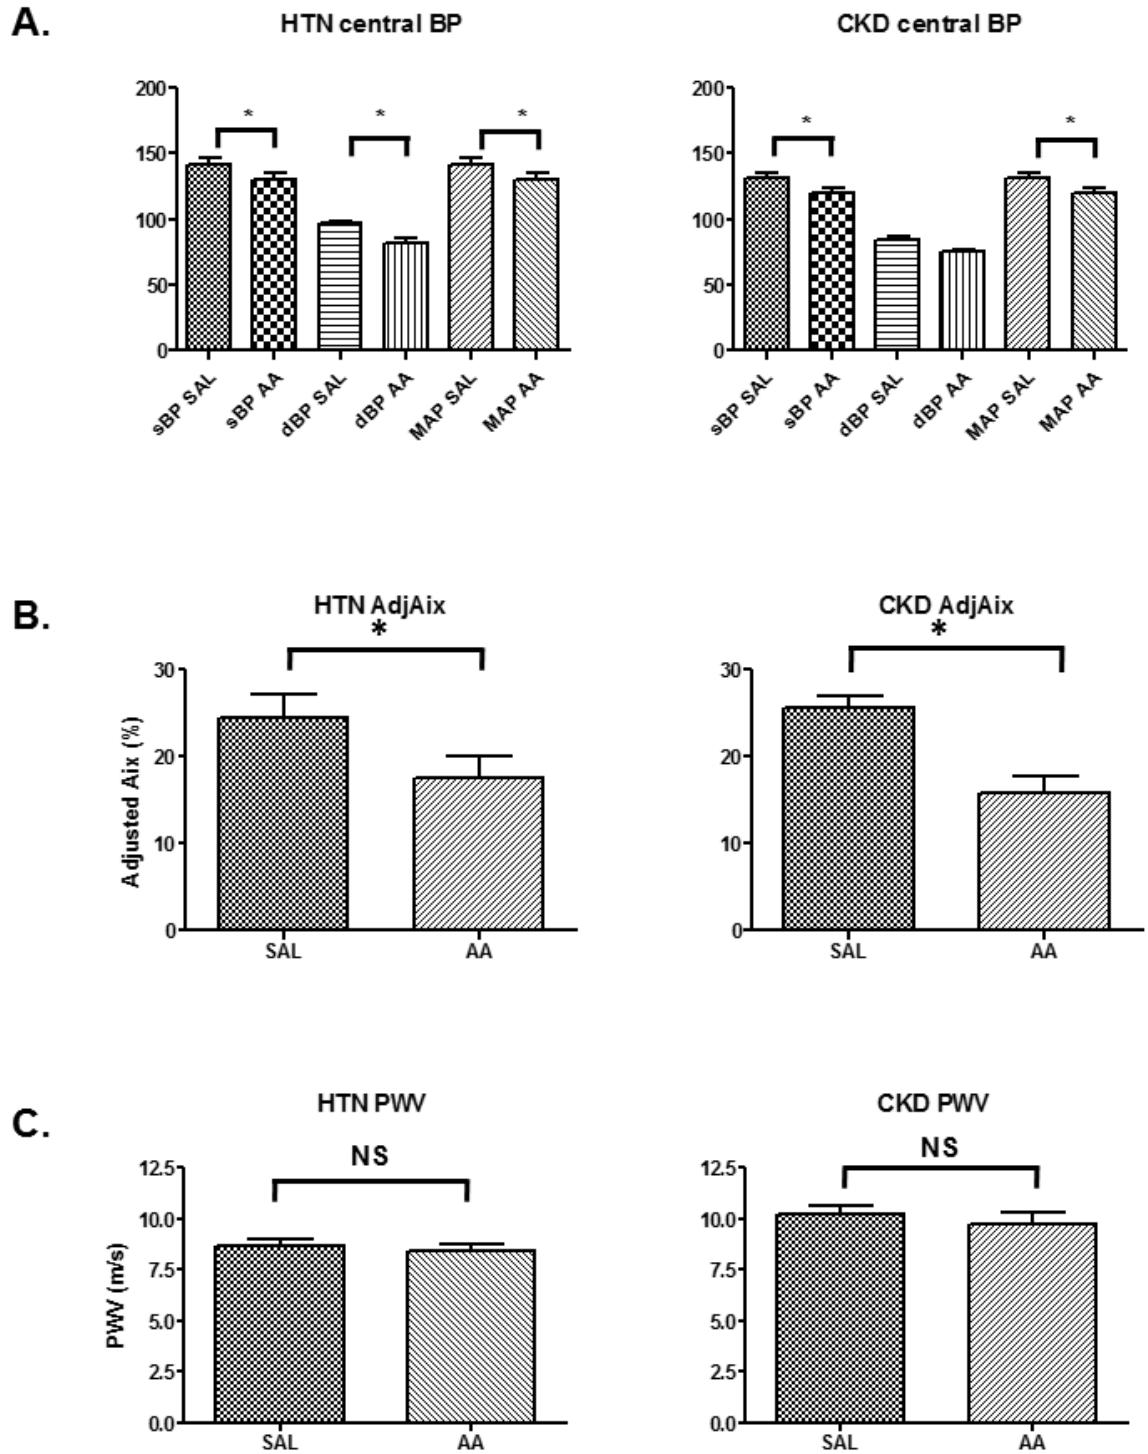 A.
HTN central BP
CKD central BP
200
150
100
50
0
*
*
*
sBP SAL
sBP AA
dBP SAL
dBP AA
MAP SAL
MAP AA
200
150
100
50
0
*
*
sBP SAL
sBP AA
dBP SAL
dBP AA
MAP SAL
MAP AA
B.
HTN AdjAix
*
Adjusted Aix (%)
30
20
10
0
SAL
AA
CKD AdjAix
*
30
20
10
0
SAL
AA
C.
HTN PWV
NS
PWV (m/s)
12.5
10.0
7.5
5.0
2.5
0.0
SAL
AA
CKD PWV
NS
12.5
10.0
7.5
5.0
2.5
0.0
SAL
AA